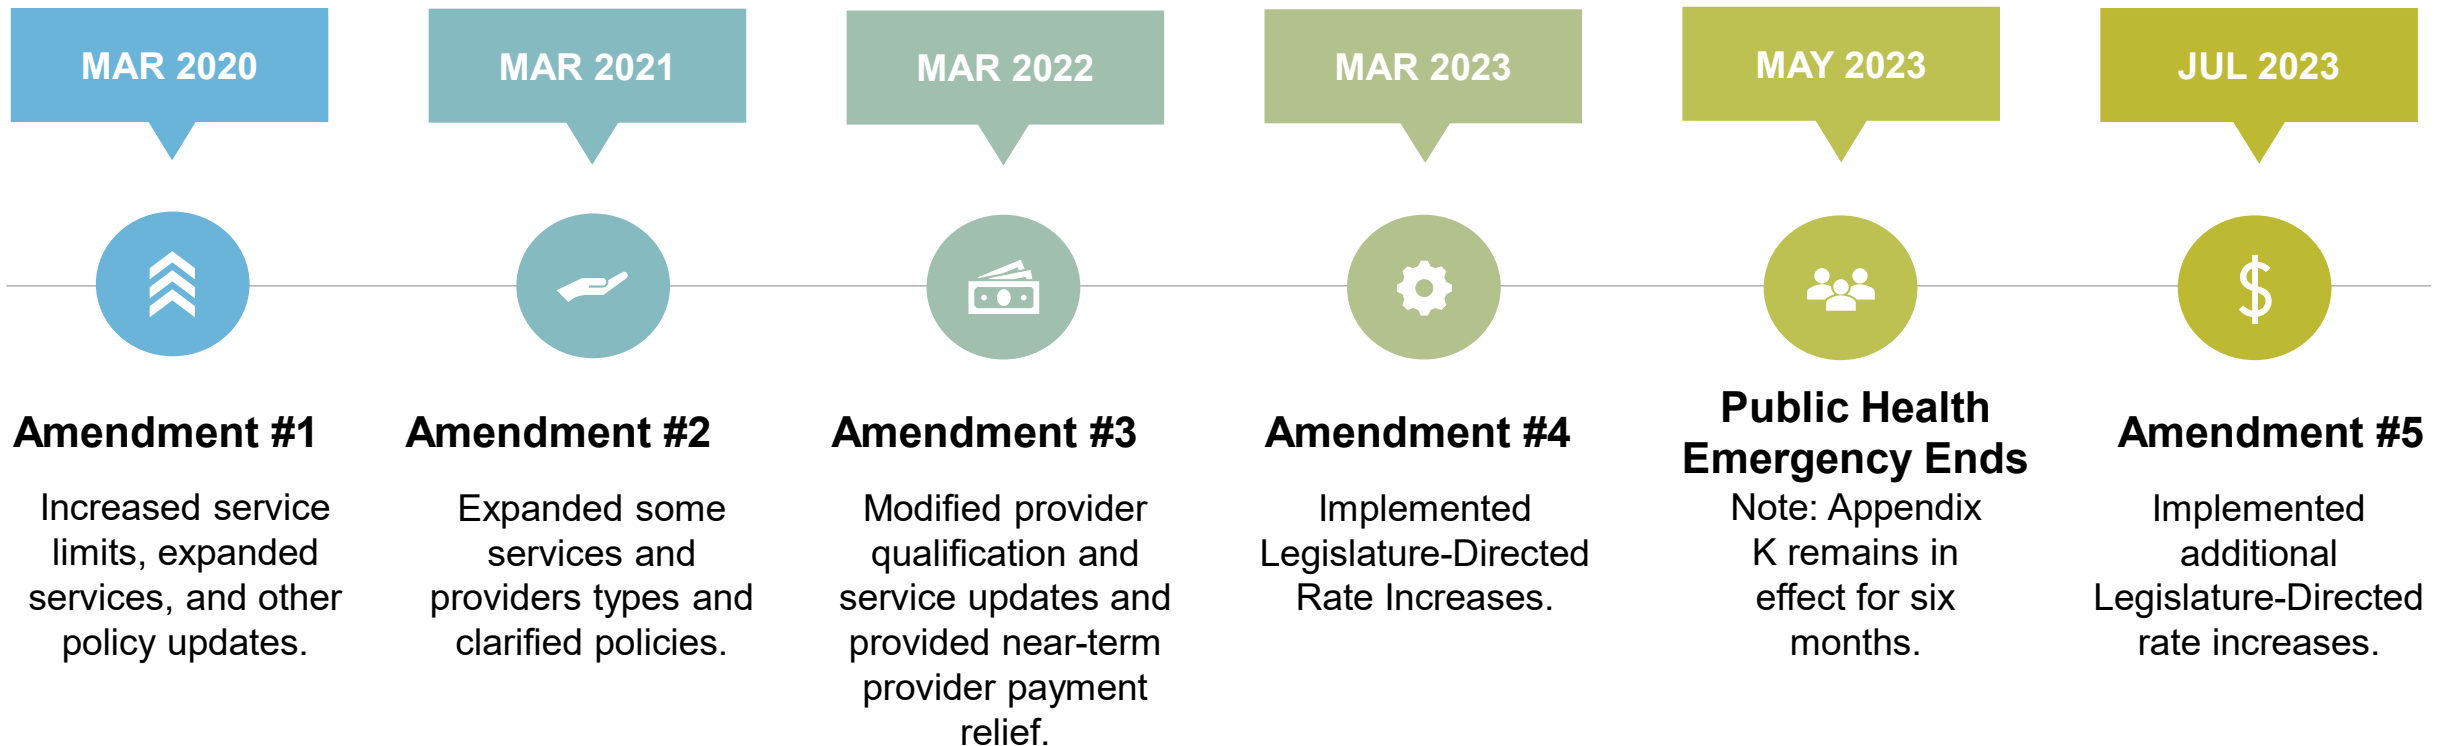 MAR 2020
Amendment #1
Increased service
limits, expanded
services, and other
policy updates.
MAR 2021
Amendment #2
Expanded some
services and
providers types and
clarified policies.
MAR 2022
Amendment #3
Modified provider
qualification and
service updates and
provided near-term
provider payment
relief.
MAR 2023
Amendment #4
Implemented
Legislature-Directed
Rate Increases.
MAY 2023
Public Health
Emergency Ends
Note: Appendix
K remains in
effect for six
months.
JUL 2023
Amendment #5
Implemented
additional
Legislature-Directed
rate increases.